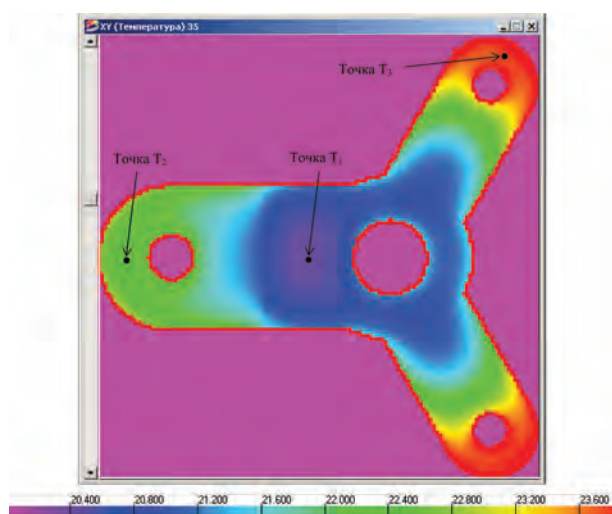 XY (Температура) 35
Точка T₃
Точка T₂
Точка T₁
20.400 20.800 21.200 21.600 22.000 22.400 22.800 23.200 23.600